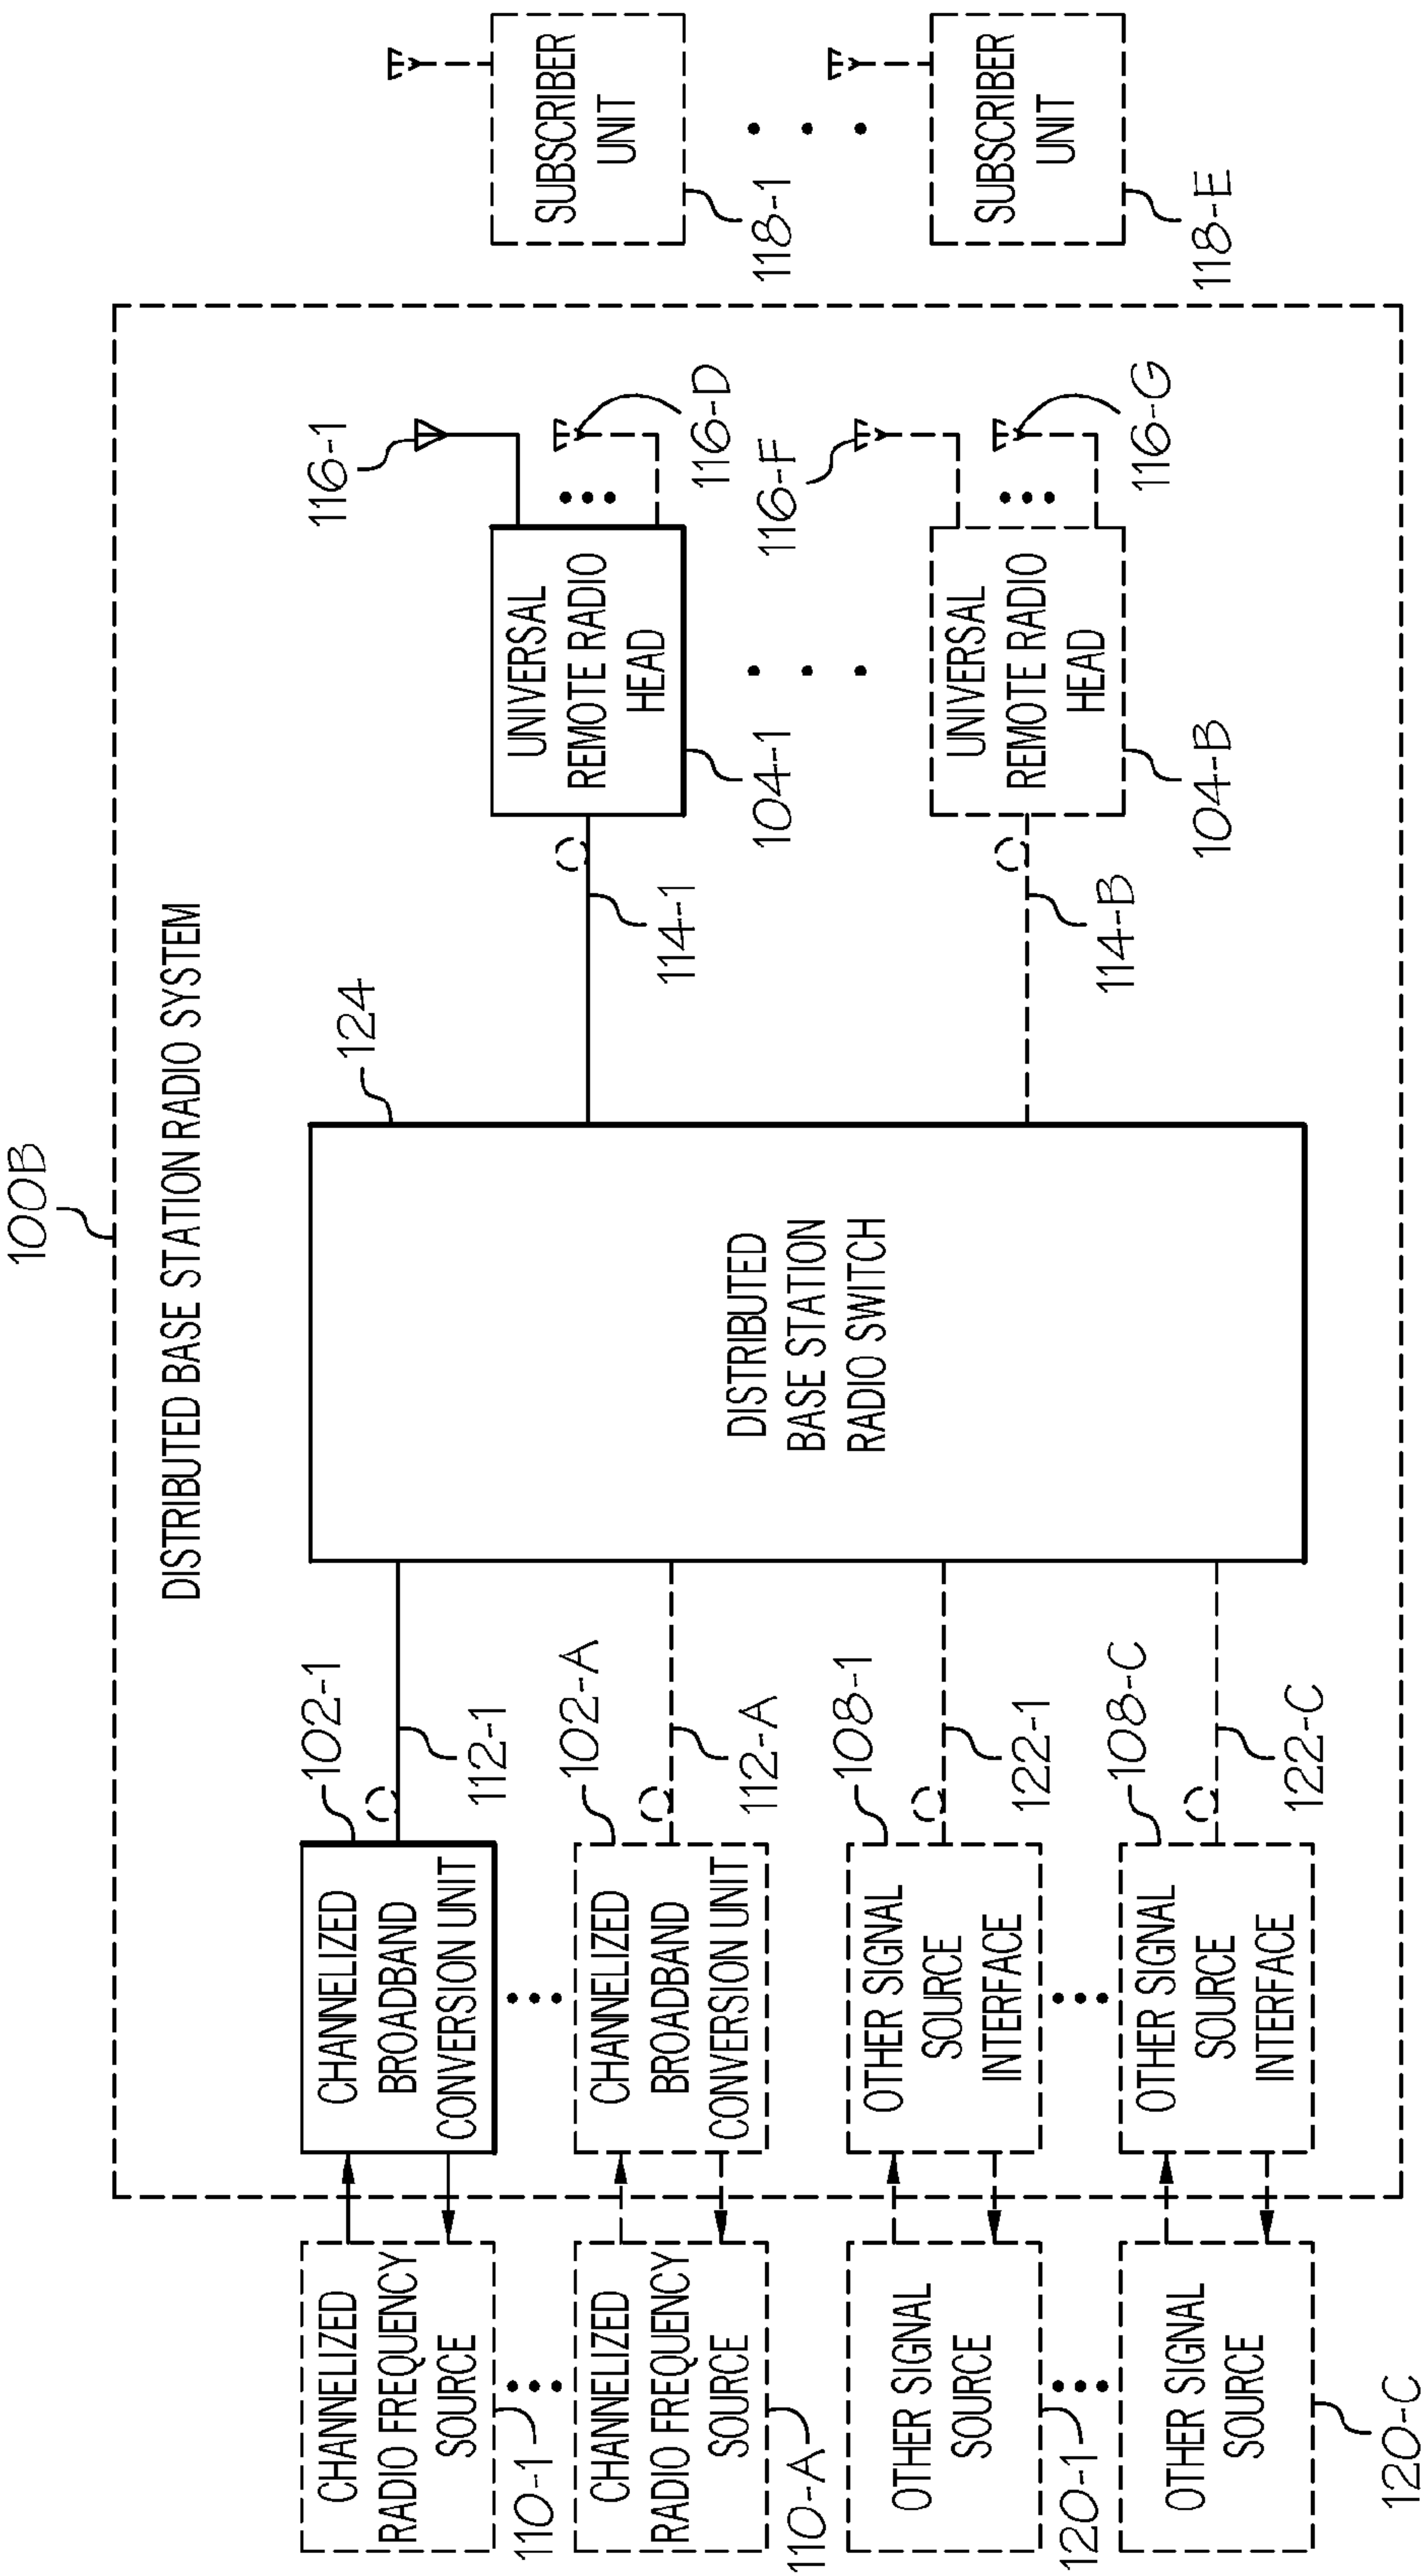 100B
DISTRIBUTED BASE STATION RADIO SYSTEM
CHANNELIZED
RADIO FREQUENCY
SOURCE
110-1
CHANNELIZED
BROADBAND
CONVERSION UNIT
102-1
112-1
CHANNELIZED
RADIO FREQUENCY
SOURCE
110-A
CHANNELIZED
BROADBAND
CONVERSION UNIT
102-A
112-A
OTHER SIGNAL
SOURCE
120-1
OTHER SIGNAL
SOURCE
INTERFACE
108-1
122-1
OTHER SIGNAL
SOURCE
120-C
OTHER SIGNAL
SOURCE
INTERFACE
108-C
122-C
124
DISTRIBUTED
BASE STATION
RADIO SWITCH
114-1
UNIVERSAL
REMOTE RADIO
HEAD
104-1
116-1
116-D
114-B
UNIVERSAL
REMOTE RADIO
HEAD
104-B
116-F
116-G
SUBSCRIBER
UNIT
118-1
SUBSCRIBER
UNIT
118-E